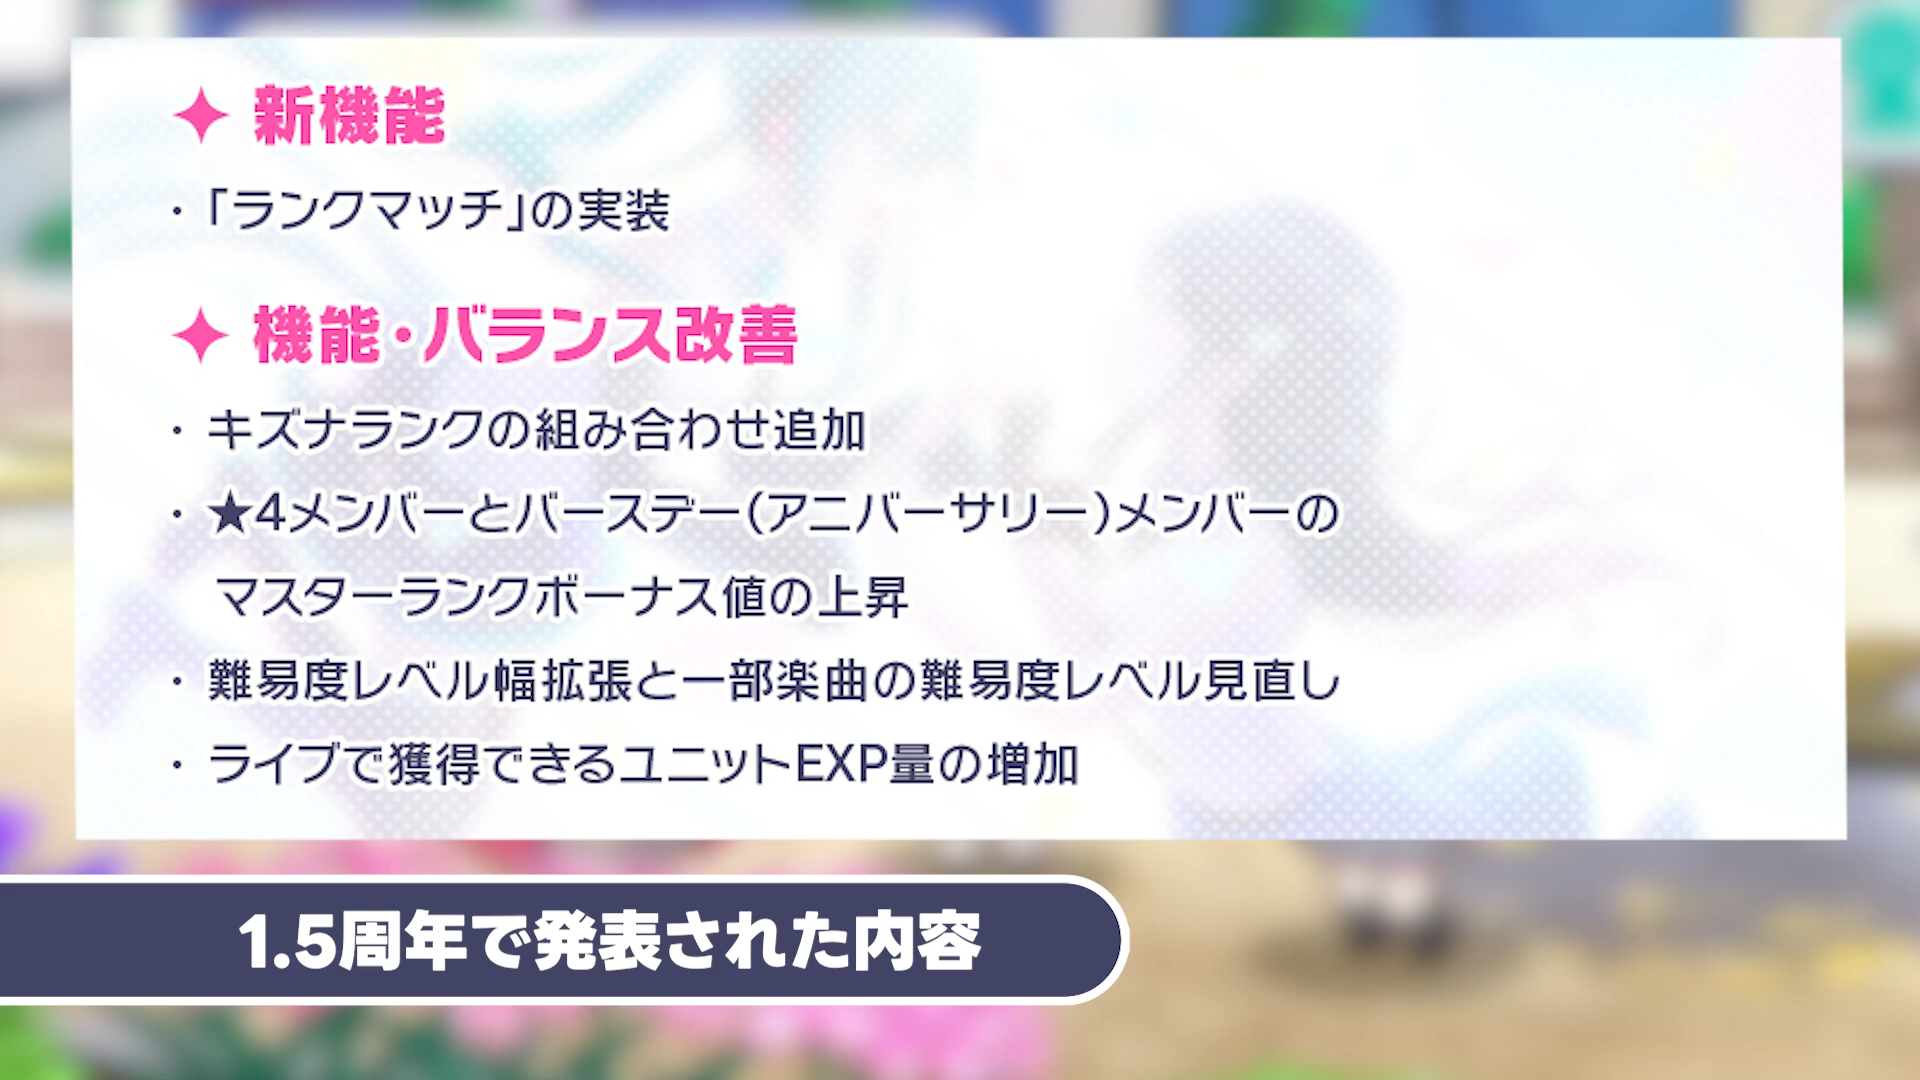 ✦ 新機能
・「ランクマッチ」の実装
✦ 機能・バランス改善
・キズナランクの組み合わせ追加
・★4メンバーとバースデー(アニバーサリー)メンバーの
マスターランクボーナス値の上昇
・難易度レベル幅拡張と一部楽曲の難易度レベル見直し
・ライブで獲得できるユニットEXP量の増加
1.5周年で発表された内容